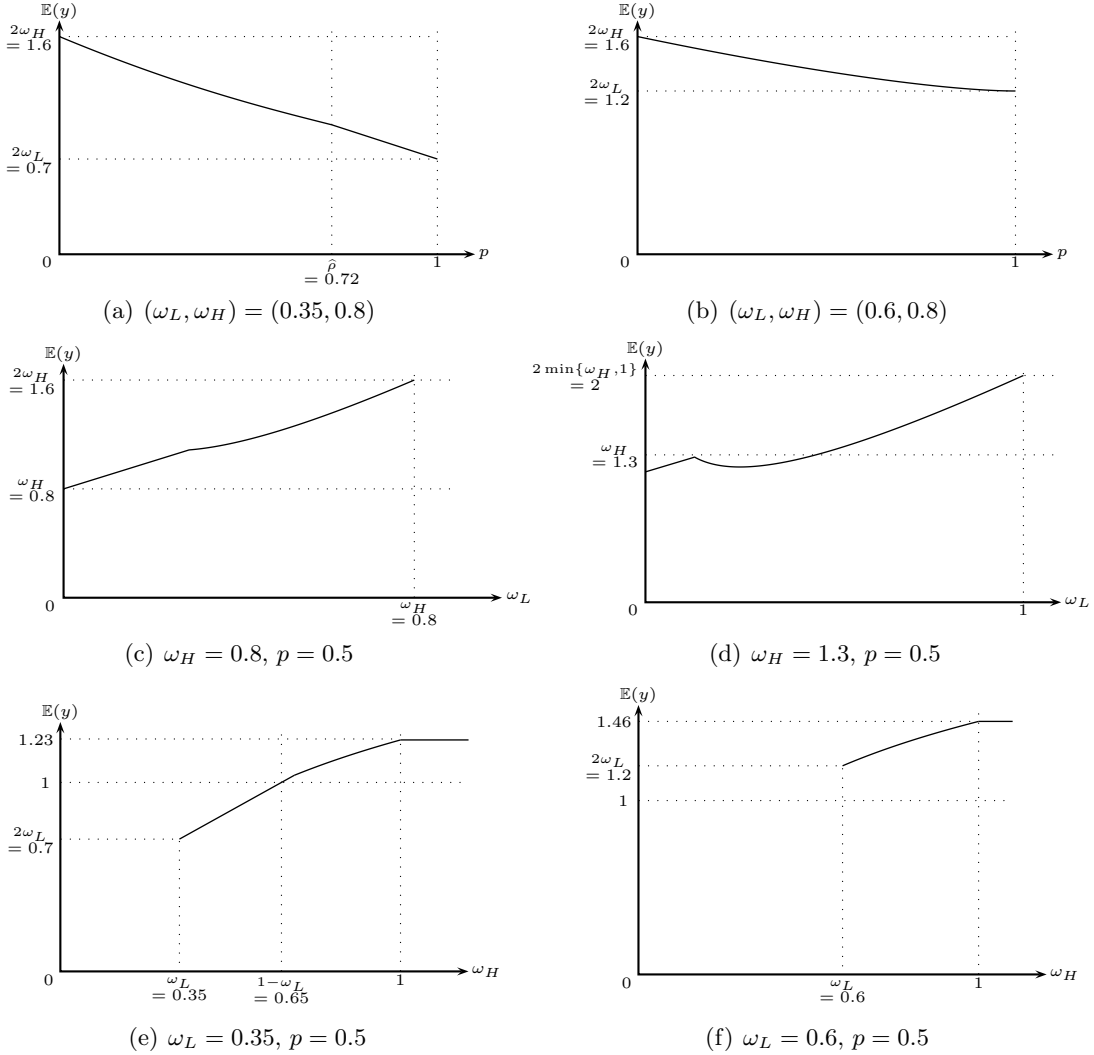 𝔼(y)
2ω_H
= 1.6
2ω_L
= 0.7
0
ρ̂
= 0.72
1
p
(a) (ω_L, ω_H) = (0.35, 0.8)
𝔼(y)
2ω_H
= 1.6
2ω_L
= 1.2
0
1
p
(b) (ω_L, ω_H) = (0.6, 0.8)
𝔼(y)
2ω_H
= 1.6
ω_H
= 0.8
0
ω_H
= 0.8
ω_L
(c) ω_H = 0.8, p = 0.5
𝔼(y)
2 min{ω_H, 1}
= 2
ω_H
= 1.3
0
1
ω_L
(d) ω_H = 1.3, p = 0.5
𝔼(y)
1.23
1
2ω_L
= 0.7
0
ω_L
= 0.35
1−ω_L
= 0.65
1
ω_H
(e) ω_L = 0.35, p = 0.5
𝔼(y)
1.46
2ω_L
= 1.2
1
0
ω_L
= 0.6
1
ω_H
(f) ω_L = 0.6, p = 0.5